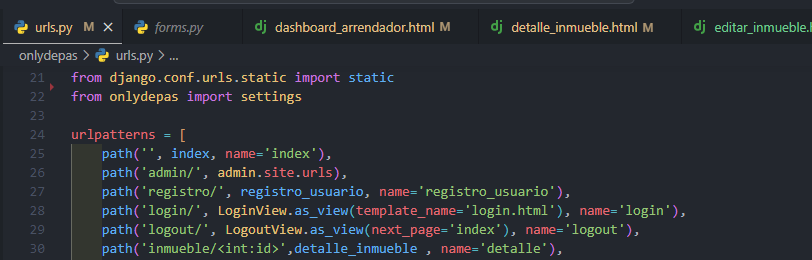 urls.py M ×
forms.py
dj dashboard_arrendador.html M
dj detalle_inmueble.html M
dj editar_inmueble.h
onlydepas > urls.py > ...
21 from django.conf.urls.static import static
22 from onlydepas import settings
23
24 urlpatterns = [
25 path('', index, name='index'),
26 path('admin/', admin.site.urls),
27 path('registro/', registro_usuario, name='registro_usuario'),
28 path('login/', LoginView.as_view(template_name='login.html'), name='login'),
29 path('logout/', LogoutView.as_view(next_page='index'), name='logout'),
30 path('inmueble/<int:id>',detalle_inmueble , name='detalle'),